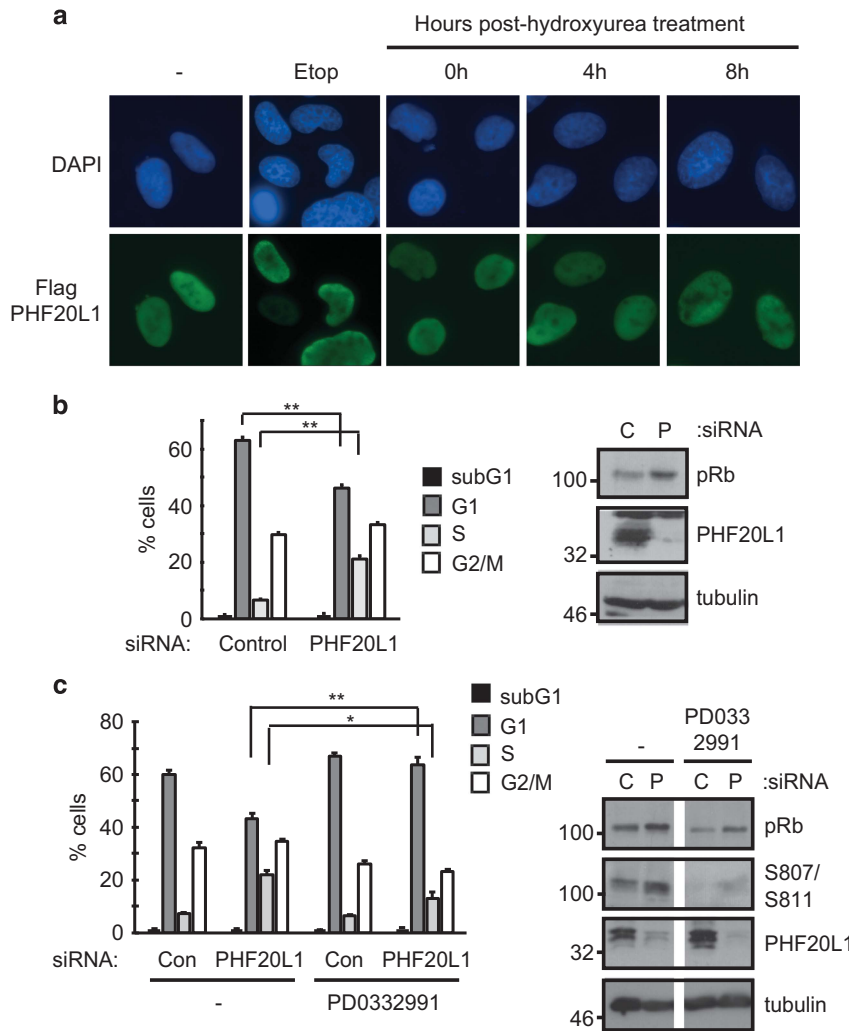 a
Hours post-hydroxyurea treatment
- Etop 0h 4h 8h
DAPI
Flag
PHF20L1
b
** 
**
60
40
20
0
% cells
subG1
G1
S
G2/M
siRNA: Control PHF20L1
C P :siRNA
100 pRb
32 PHF20L1
46 tubulin
c
**
*
80
60
40
20
0
% cells
subG1
G1
S
G2/M
siRNA: Con PHF20L1 Con PHF20L1
- PD0332991
PD033
- 2991
C P C P :siRNA
100 pRb
100 S807/
S811
32 PHF20L1
46 tubulin